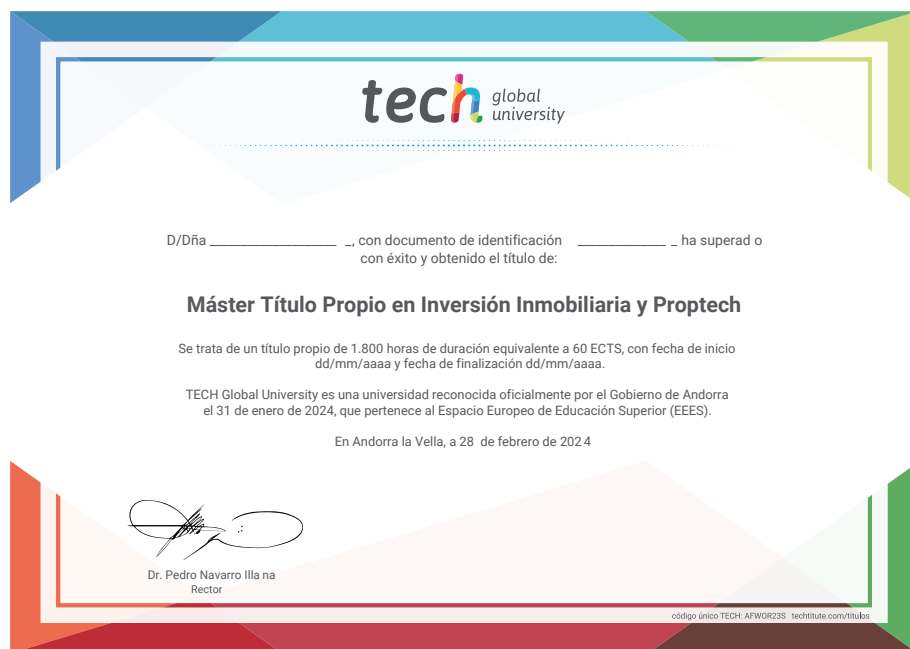 tech global
university
D/Dña ____________________ _, con documento de identificación ______________ _ ha superad o
con éxito y obtenido el título de:
Máster Título Propio en Inversión Inmobiliaria y Proptech
Se trata de un título propio de 1.800 horas de duración equivalente a 60 ECTS, con fecha de inicio
dd/mm/aaaa y fecha de finalización dd/mm/aaaa.
TECH Global University es una universidad reconocida oficialmente por el Gobierno de Andorra
el 31 de enero de 2024, que pertenece al Espacio Europeo de Educación Superior (EEES).
En Andorra la Vella, a 28 de febrero de 2024
Dr. Pedro Navarro Illa na
Rector
código único TECH: AFWOR23S techtitute.com/titulos